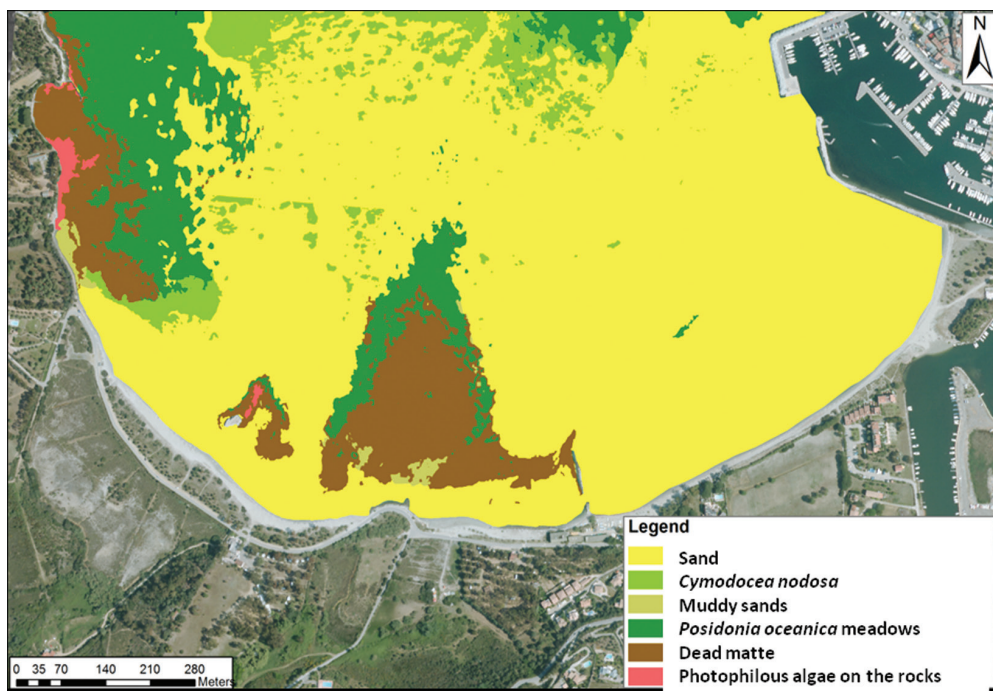 N
Legend
Sand
Cymodocea nodosa
Muddy sands
Posidonia oceanica meadows
Dead matte
Photophilous algae on the rocks
0 35 70 140 210 280
Meters